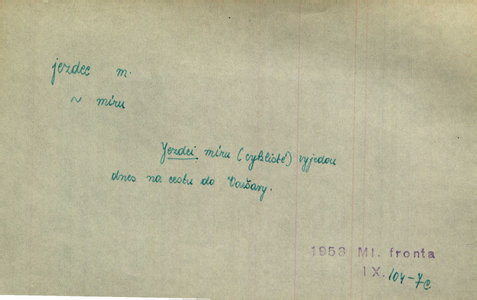 jezdec m.
~ míru
Jezdci míru (cyklisté) vyjedou
dnes na cestu do Varšavy.
1953 Ml. fronta
IX. 104-7c